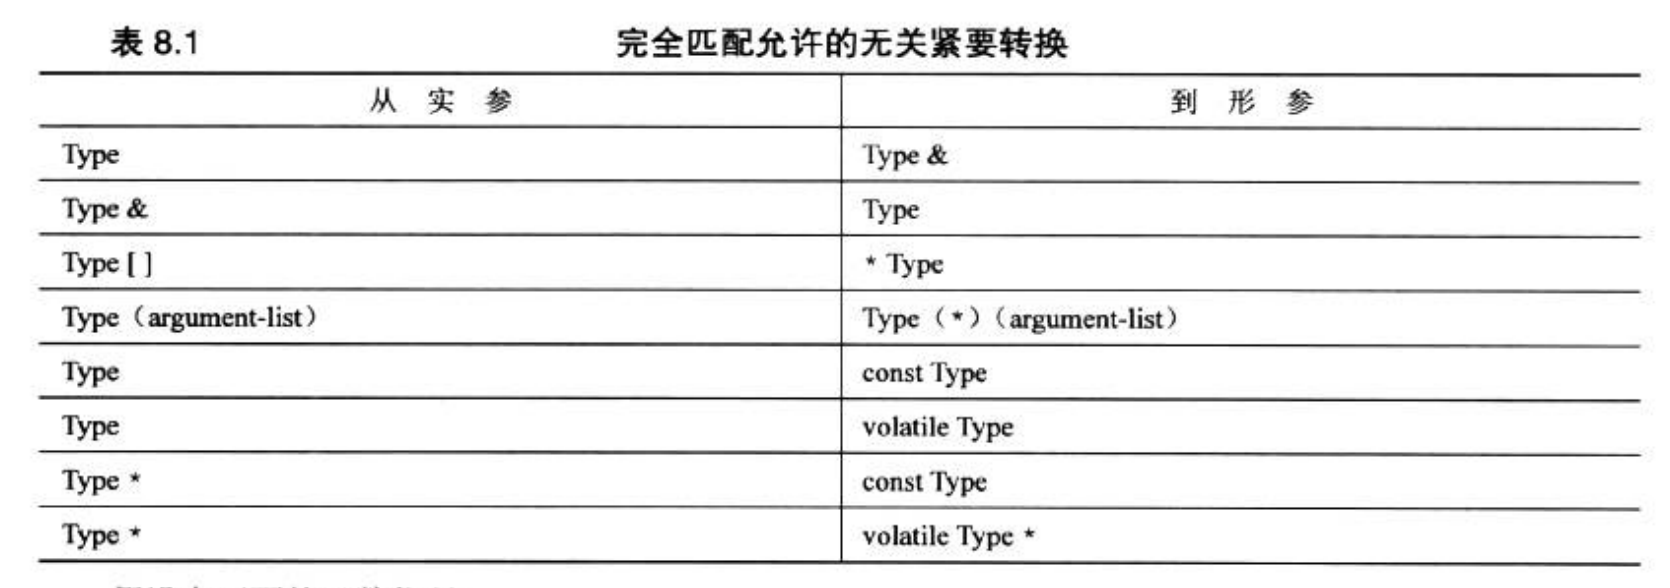 表 8.1 完全匹配允许的无关紧要转换
从 实 参 到 形 参
Type Type &
Type & Type
Type [ ] * Type
Type（argument-list） Type（*）（argument-list）
Type const Type
Type volatile Type
Type * const Type
Type * volatile Type *